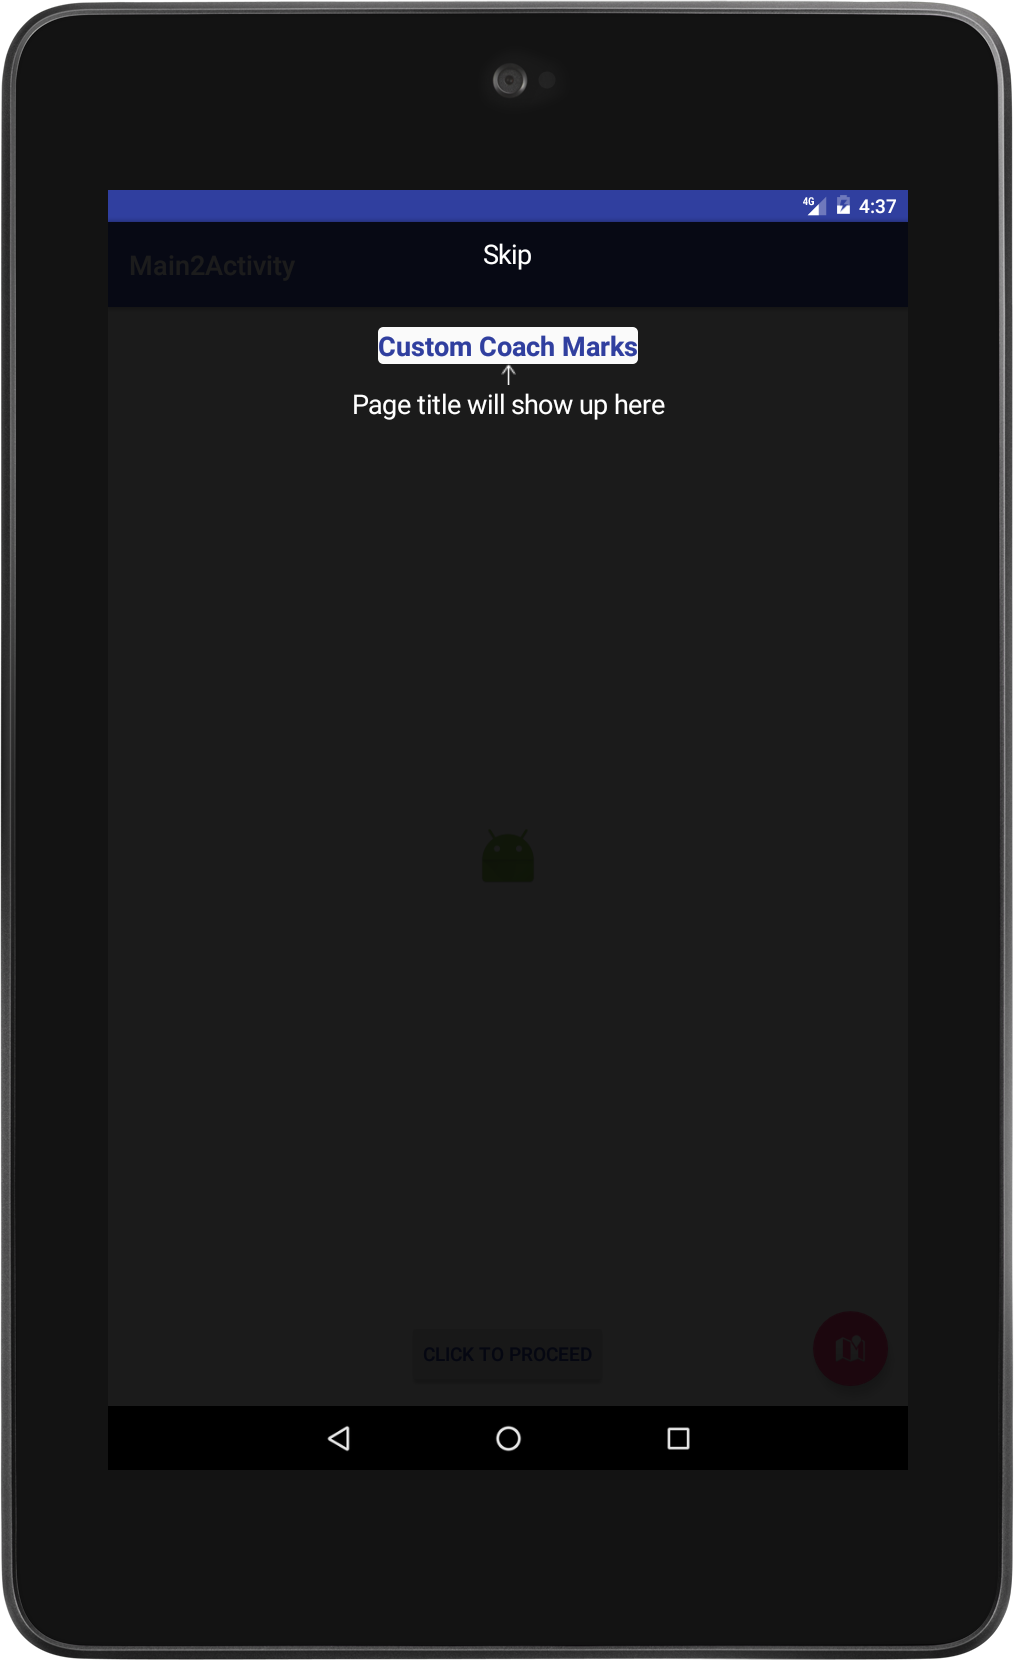 4G 4:37
Main2Activity
Skip
Custom Coach Marks
Page title will show up here
CLICK TO PROCEED